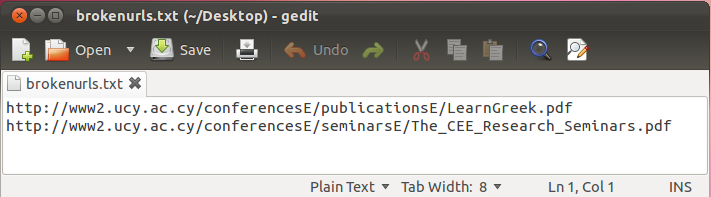 brokenurls.txt (~/Desktop) - gedit
Open Save Undo
brokenurls.txt
http://www2.ucy.ac.cy/conferencesE/publicationsE/LearnGreek.pdf
http://www2.ucy.ac.cy/conferencesE/seminarsE/The_CEE_Research_Seminars.pdf
Plain Text Tab Width: 8 Ln 1, Col 1 INS